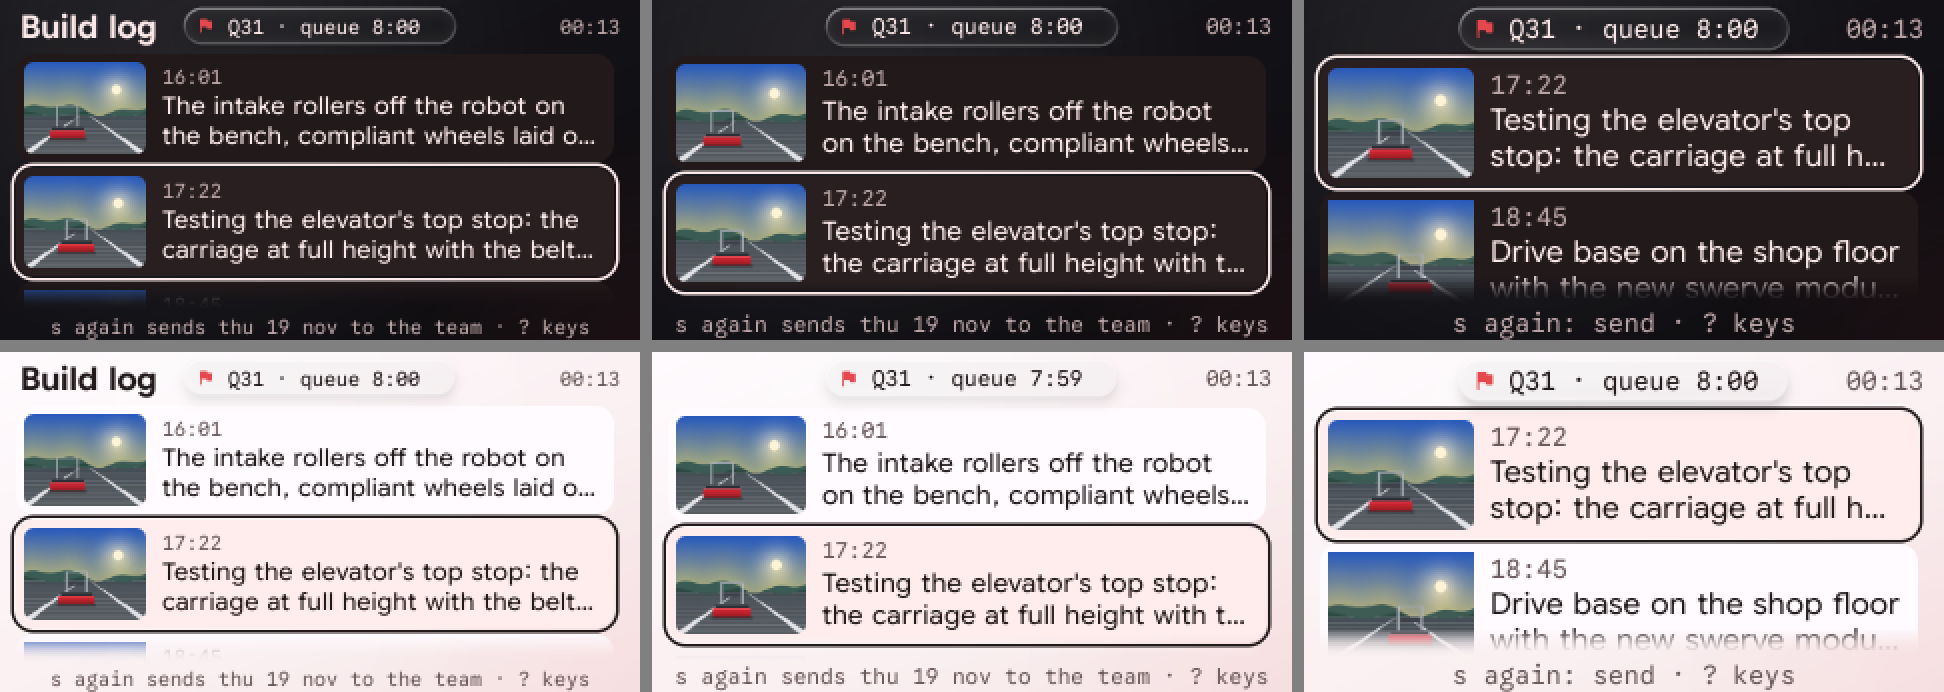 Build log
Q31 · queue 8:00
00:13
16:01
The intake rollers off the robot on
the bench, compliant wheels laid o...
17:22
Testing the elevator's top stop: the
carriage at full height with the belt...
18:45
s again sends thu 19 nov to the team · ? keys
Q31 · queue 8:00
00:13
16:01
The intake rollers off the robot
on the bench, compliant wheels...
17:22
Testing the elevator's top stop:
the carriage at full height with t...
s again sends thu 19 nov to the team · ? keys
Q31 · queue 8:00
00:13
17:22
Testing the elevator's top
stop: the carriage at full h...
18:45
Drive base on the shop floor
with the new swerve modu...
s again: send · ? keys
Build log
Q31 · queue 8:00
00:13
16:01
The intake rollers off the robot on
the bench, compliant wheels laid o...
17:22
Testing the elevator's top stop: the
carriage at full height with the belt...
18:45
s again sends thu 19 nov to the team · ? keys
Q31 · queue 7:59
00:13
16:01
The intake rollers off the robot
on the bench, compliant wheels...
17:22
Testing the elevator's top stop:
the carriage at full height with t...
s again sends thu 19 nov to the team · ? keys
Q31 · queue 8:00
00:13
17:22
Testing the elevator's top
stop: the carriage at full h...
18:45
Drive base on the shop floor
with the new swerve modu...
s again: send · ? keys